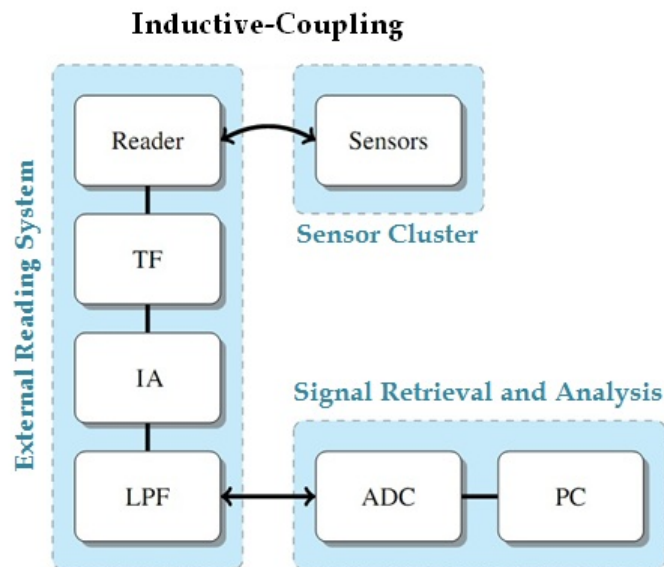 Inductive-Coupling
External Reading System
Reader
Sensors
Sensor Cluster
TF
IA
Signal Retrieval and Analysis
LPF
ADC
PC